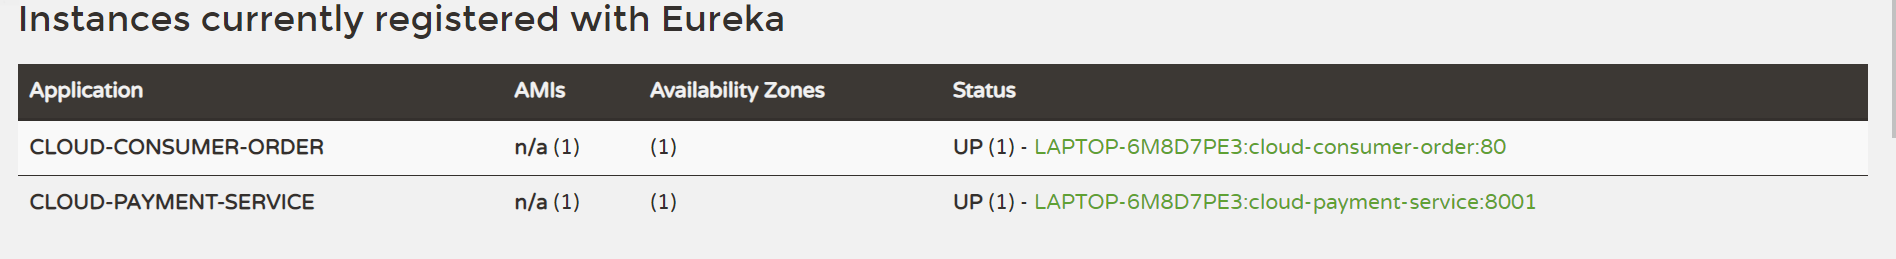 Instances currently registered with Eureka
Application AMIs Availability Zones Status
CLOUD-CONSUMER-ORDER n/a (1) (1) UP (1) - LAPTOP-6M8D7PE3:cloud-consumer-order:80
CLOUD-PAYMENT-SERVICE n/a (1) (1) UP (1) - LAPTOP-6M8D7PE3:cloud-payment-service:8001